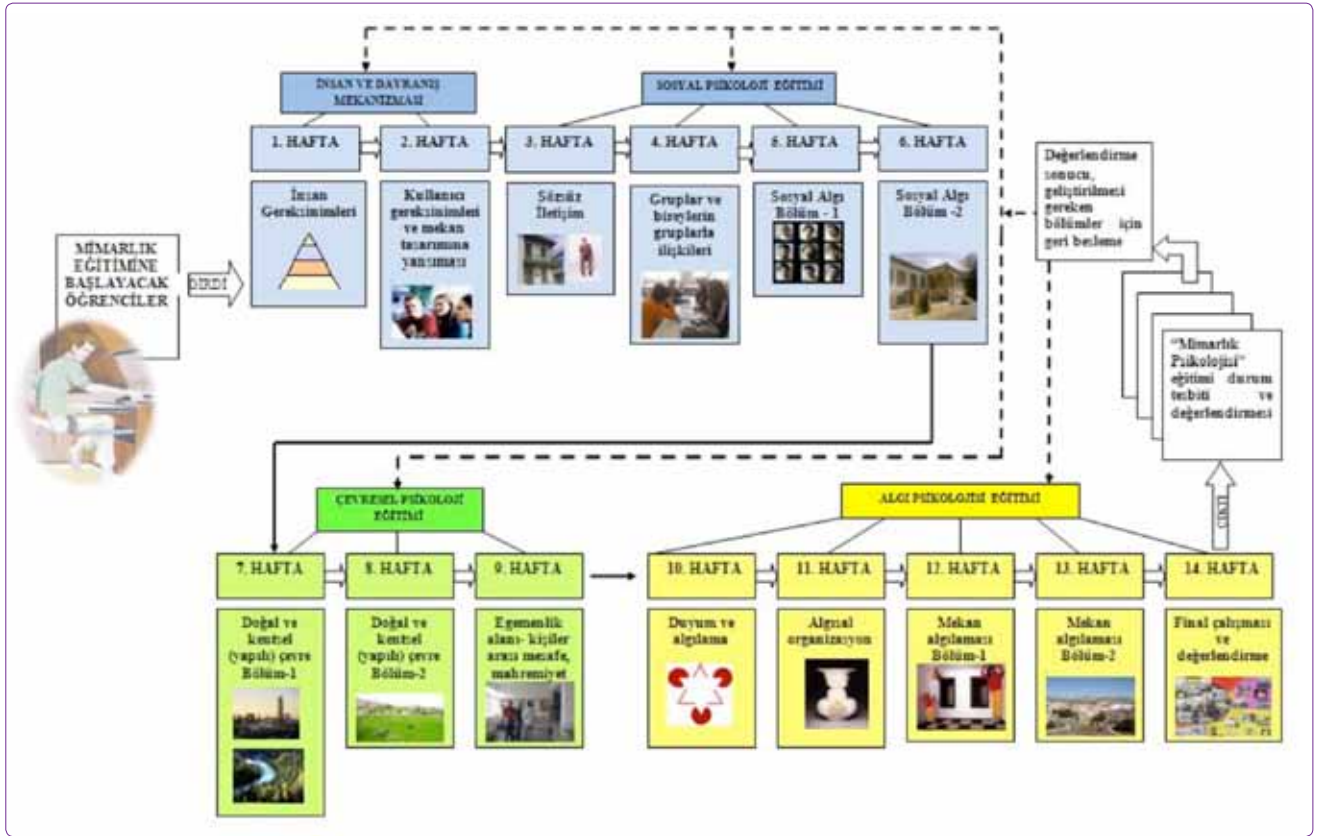 İNSAN VE DAVRANIŞ
MEKANİZMASI
SOSYAL PSİKOLOJİ EĞİTİMİ
1. HAFTA
2. HAFTA
3. HAFTA
4. HAFTA
5. HAFTA
6. HAFTA
İnsan
Gereksinimleri
Kullanıcı
gereksinimleri
ve mekan
tasarımına
yansıması
Sözsüz
İletişim
Gruplar ve
bireylerin
gruplarla
ilişkileri
Sosyal Algı
Bölüm - 1
Sosyal Algı
Bölüm -2
Değerlendirme
sonucu,
geliştirilmesi
gereken
bölümler için
geri besleme
MİMARLIK
EĞİTİMİNE
BAŞLAYACAK
ÖĞRENCİLER
GİRDİ
“Mimarlık
Psikolojisi”
eğitimi durum
tesbiti ve
değerlendirmesi
ÇIKTI
ÇEVRESEL PSİKOLOJİ
EĞİTİMİ
ALGI PSİKOLOJİSİ EĞİTİMİ
7. HAFTA
8. HAFTA
9. HAFTA
10. HAFTA
11. HAFTA
12. HAFTA
13. HAFTA
14. HAFTA
Doğal ve
kentsel
(yapılı) çevre
Bölüm-1
Doğal ve
kentsel
(yapılı) çevre
Bölüm-2
Egemenlik
alanı- kişiler
arası mesafe,
mahremiyet
Duyum ve
algılama
Algısal
organizasyon
Mekan
algılaması
Bölüm-1
Mekan
algılaması
Bölüm-2
Final çalışması
ve
değerlendirme